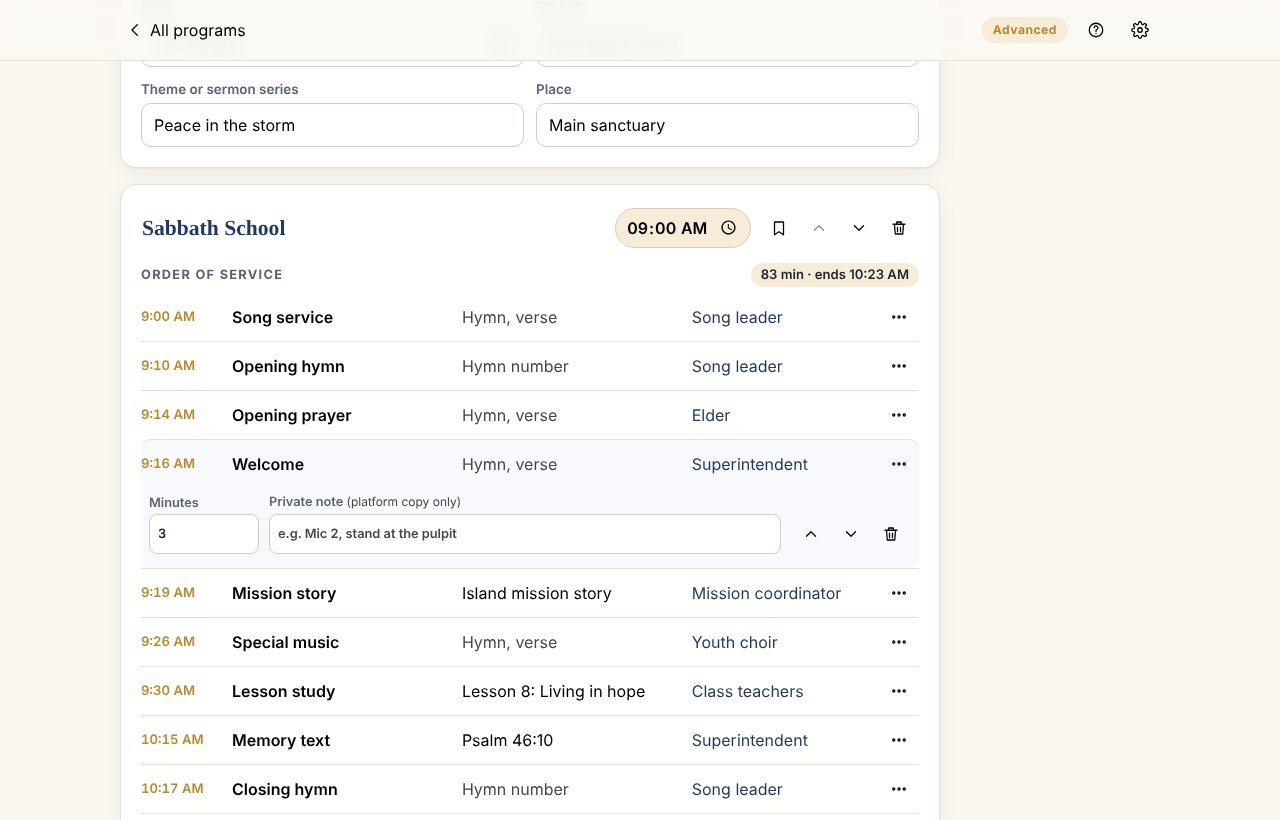 All programs
Advanced
Theme or sermon series
Place
Peace in the storm
Main sanctuary
Sabbath School
09:00 AM
ORDER OF SERVICE
83 min · ends 10:23 AM
9:00 AM Song service Hymn, verse Song leader
9:10 AM Opening hymn Hymn number Song leader
9:14 AM Opening prayer Hymn, verse Elder
9:16 AM Welcome Hymn, verse Superintendent
Minutes
Private note (platform copy only)
3
e.g. Mic 2, stand at the pulpit
9:19 AM Mission story Island mission story Mission coordinator
9:26 AM Special music Hymn, verse Youth choir
9:30 AM Lesson study Lesson 8: Living in hope Class teachers
10:15 AM Memory text Psalm 46:10 Superintendent
10:17 AM Closing hymn Hymn number Song leader